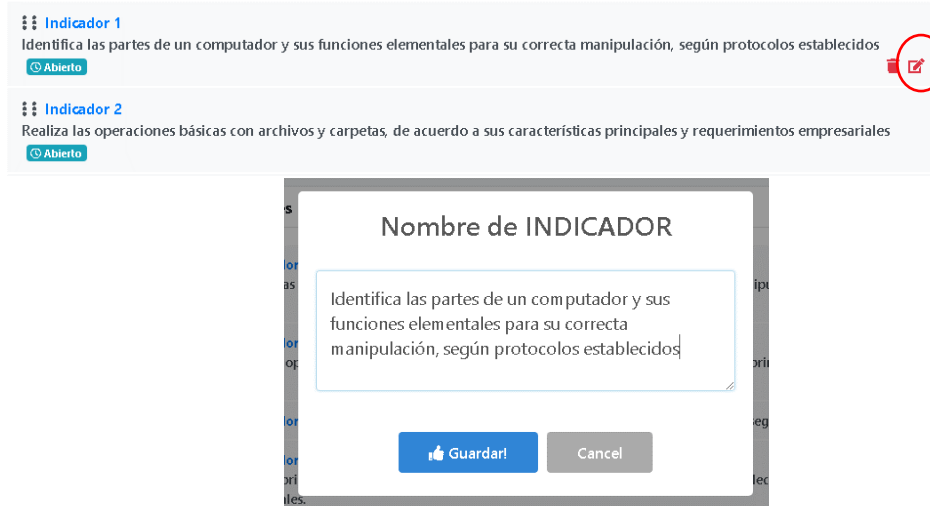 Indicador 1
Identifica las partes de un computador y sus funciones elementales para su correcta manipulación, según protocolos establecidos
Abierto
Indicador 2
Realiza las operaciones básicas con archivos y carpetas, de acuerdo a sus características principales y requerimientos empresariales
Abierto
Nombre de INDICADOR
Identifica las partes de un computador y sus
funciones elementales para su correcta
manipulación, según protocolos establecidos
Guardar!
Cancel